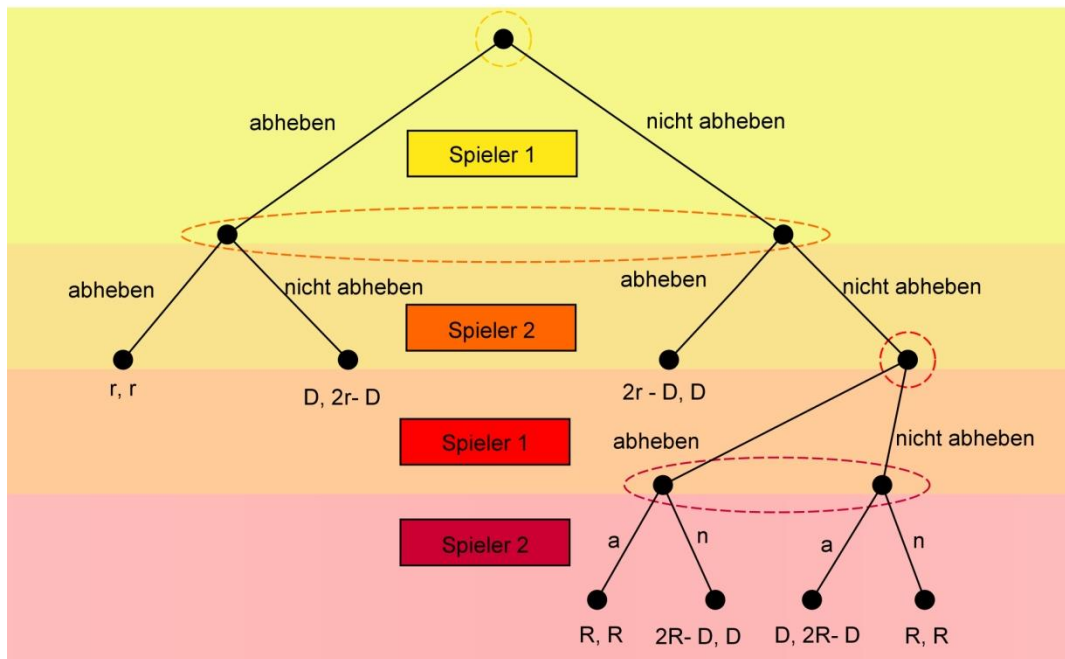 abheben
nicht abheben
Spieler 1
abheben
nicht abheben
abheben
nicht abheben
Spieler 2
r, r
D, 2r- D
2r - D, D
Spieler 1
abheben
nicht abheben
Spieler 2
a
n
a
n
R, R
2R- D, D
D, 2R- D
R, R